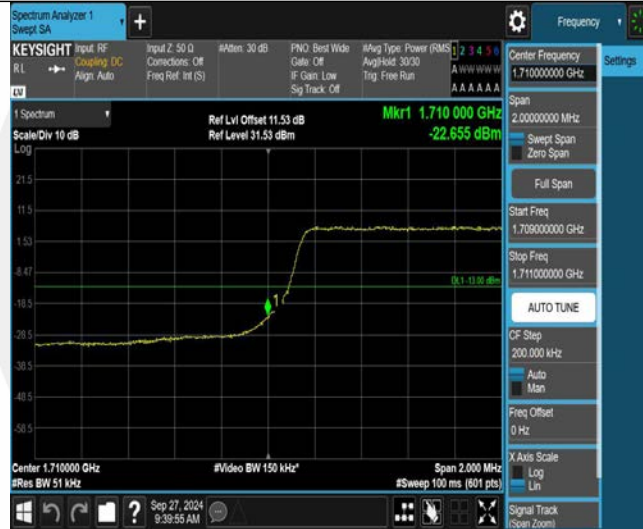 Spectrum Analyzer 1
Swept SA
+
Frequency
KEYSIGHT
RL
Input: RF
Coupling: DC
Align: Auto
Input Z: 50 Ω
Corrections: Off
Freq Ref: Int (S)
#Atten: 30 dB
PNO: Best Wide
Gate: Off
IF Gain: Low
Sig Track: Off
#Avg Type: Power (RMS)
Avg|Hold: 30/30
Trig: Free Run
1 2 3 4 5 6
A W W W W W
A A A A A A
1 Spectrum
Scale/Div 10 dB
Log
Ref Lvl Offset 11.53 dB
Ref Level 31.53 dBm
Mkr1 1.710 000 GHz
-22.655 dBm
21.5
11.5
1.53
-8.47
-18.5
-28.5
-38.5
-48.5
-58.5
DL1 -13.00 dBm
1
Center 1.710000 GHz
#Res BW 51 kHz
#Video BW 150 kHz*
Span 2.000 MHz
#Sweep 100 ms (601 pts)
Sep 27, 2024
9:39:55 AM
Center Frequency
1.710000000 GHz
Settings
Span
2.00000000 MHz
Swept Span
Zero Span
Full Span
Start Freq
1.709000000 GHz
Stop Freq
1.711000000 GHz
AUTO TUNE
CF Step
200.000 kHz
Auto
Man
Freq Offset
0 Hz
X Axis Scale
Log
Lin
Signal Track
(Span Zoom)